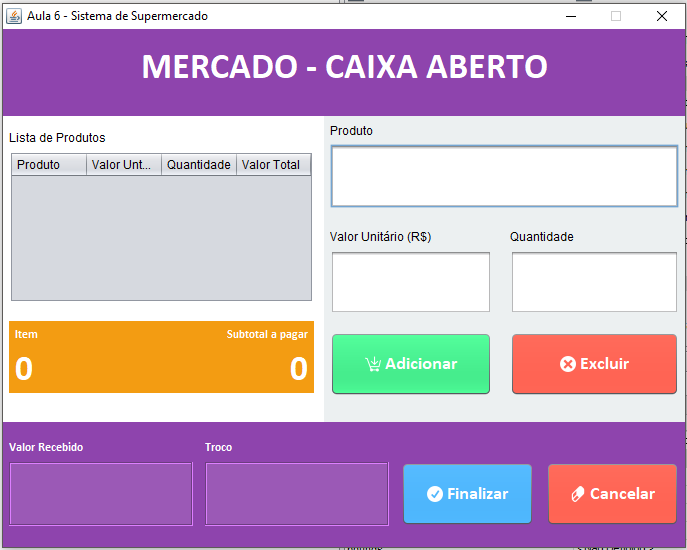 Aula 6 - Sistema de Supermercado
MERCADO - CAIXA ABERTO
Lista de Produtos
Produto Valor Unt... Quantidade Valor Total
Item Subtotal a pagar
0 0
Produto
Valor Unitário (R$) Quantidade
Adicionar Excluir
Valor Recebido Troco
Finalizar Cancelar